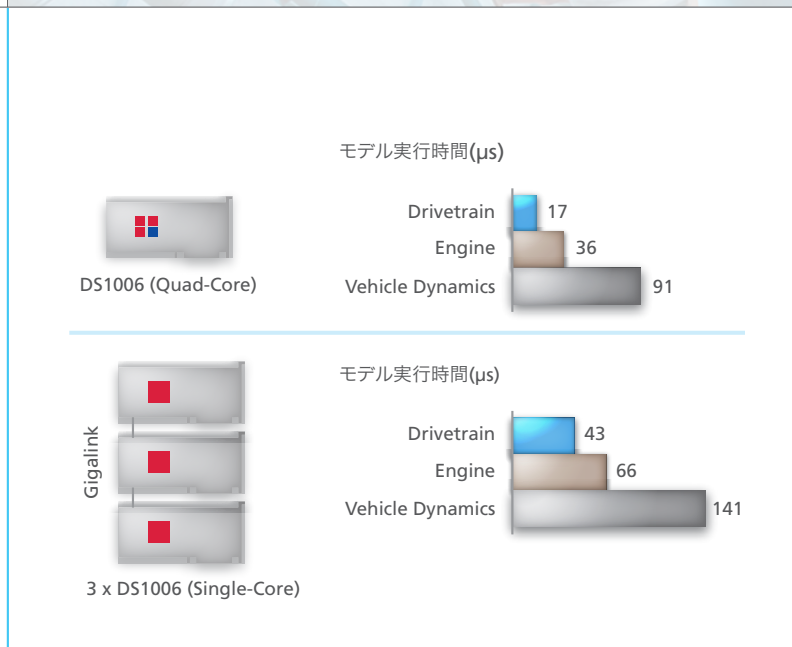 モデル実行時間(µs)
Drivetrain 17
Engine 36
Vehicle Dynamics 91
DS1006 (Quad-Core)
モデル実行時間(µs)
Gigalink
Drivetrain 43
Engine 66
Vehicle Dynamics 141
3 x DS1006 (Single-Core)